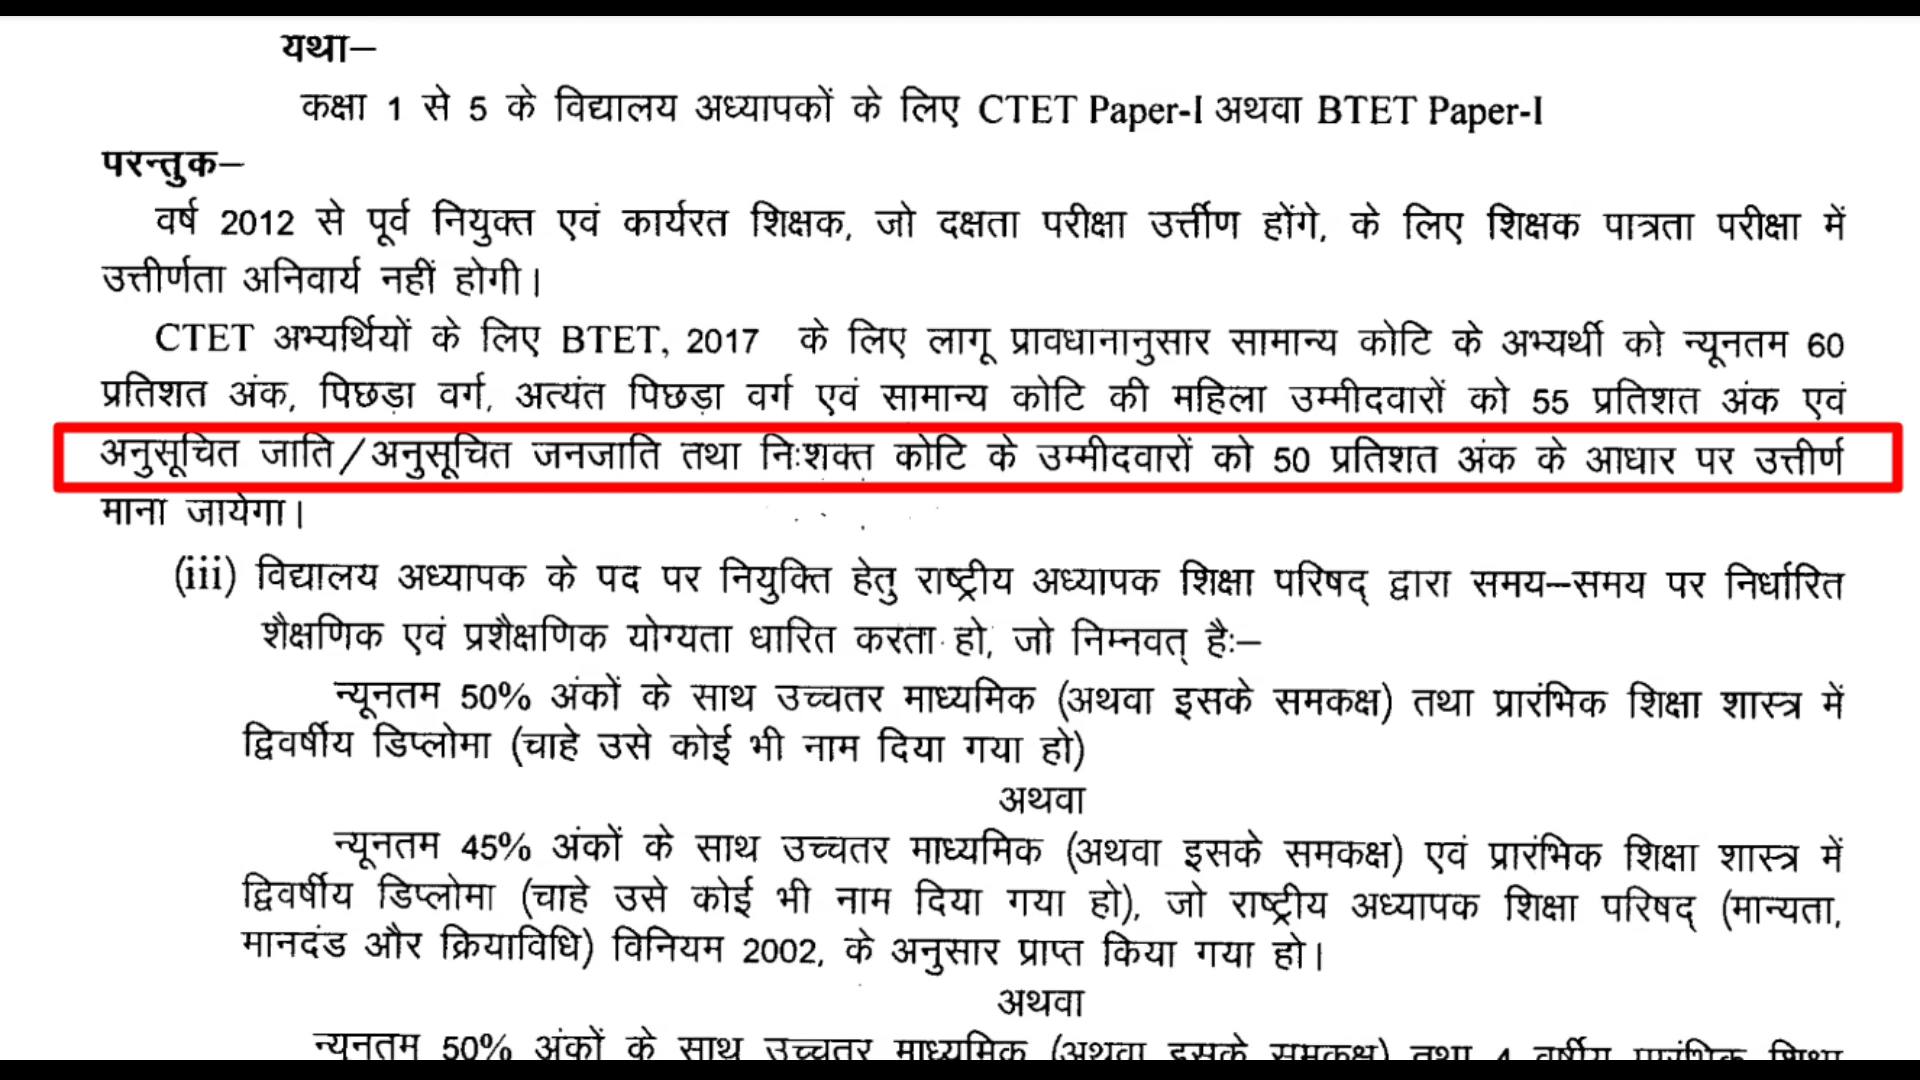 यथा–
कक्षा 1 से 5 के विद्यालय अध्यापकों के लिए CTET Paper-I अथवा BTET Paper-I
परन्तुक–
वर्ष 2012 से पूर्व नियुक्त एवं कार्यरत शिक्षक, जो दक्षता परीक्षा उर्त्तीण होंगे, के लिए शिक्षक पात्रता परीक्षा में
उत्तीर्णता अनिवार्य नहीं होगी।
CTET अभ्यर्थियों के लिए BTET, 2017 के लिए लागू प्रावधानानुसार सामान्य कोटि के अभ्यर्थी को न्यूनतम 60
प्रतिशत अंक, पिछड़ा वर्ग, अत्यंत पिछड़ा वर्ग एवं सामान्य कोटि की महिला उम्मीदवारों को 55 प्रतिशत अंक एवं
अनुसूचित जाति/अनुसूचित जनजाति तथा निःशक्त कोटि के उम्मीदवारों को 50 प्रतिशत अंक के आधार पर उत्तीर्ण
माना जायेगा।
(iii) विद्यालय अध्यापक के पद पर नियुक्ति हेतु राष्ट्रीय अध्यापक शिक्षा परिषद् द्वारा समय–समय पर निर्धारित
शैक्षणिक एवं प्रशैक्षणिक योग्यता धारित करता हो, जो निम्नवत् हैः–
न्यूनतम 50% अंकों के साथ उच्चतर माध्यमिक (अथवा इसके समकक्ष) तथा प्रारंभिक शिक्षा शास्त्र में
द्विवर्षीय डिप्लोमा (चाहे उसे कोई भी नाम दिया गया हो)
अथवा
न्यूनतम 45% अंकों के साथ उच्चतर माध्यमिक (अथवा इसके समकक्ष) एवं प्रारंभिक शिक्षा शास्त्र में
द्विवर्षीय डिप्लोमा (चाहे उसे कोई भी नाम दिया गया हो), जो राष्ट्रीय अध्यापक शिक्षा परिषद् (मान्यता,
मानदंड और क्रियाविधि) विनियम 2002, के अनुसार प्राप्त किया गया हो।
अथवा
न्यूनतम 50% अंकों के साथ उच्चतर माध्यमिक (अथवा इसके समकक्ष) तथा 4 वर्षीय प्रारंभिक शिक्षा